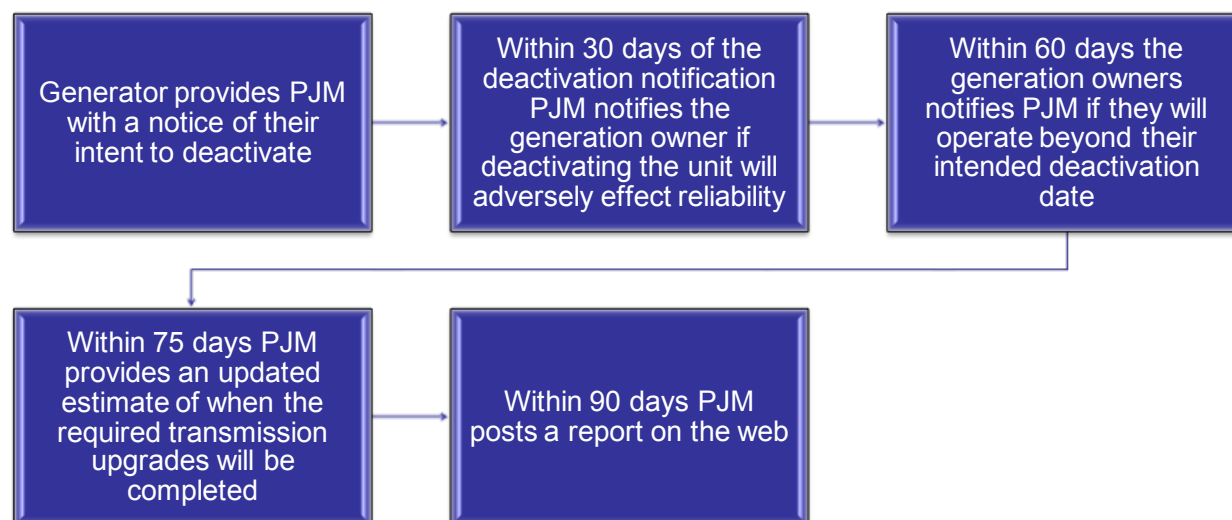 Generator provides PJM
with a notice of their
intent to deactivate
Within 30 days of the
deactivation notification
PJM notifies the
generation owner if
deactivating the unit will
adversely effect reliability
Within 60 days the
generation owners
notifies PJM if they will
operate beyond their
intended deactivation
date
Within 75 days PJM
provides an updated
estimate of when the
required transmission
upgrades will be
completed
Within 90 days PJM
posts a report on the web